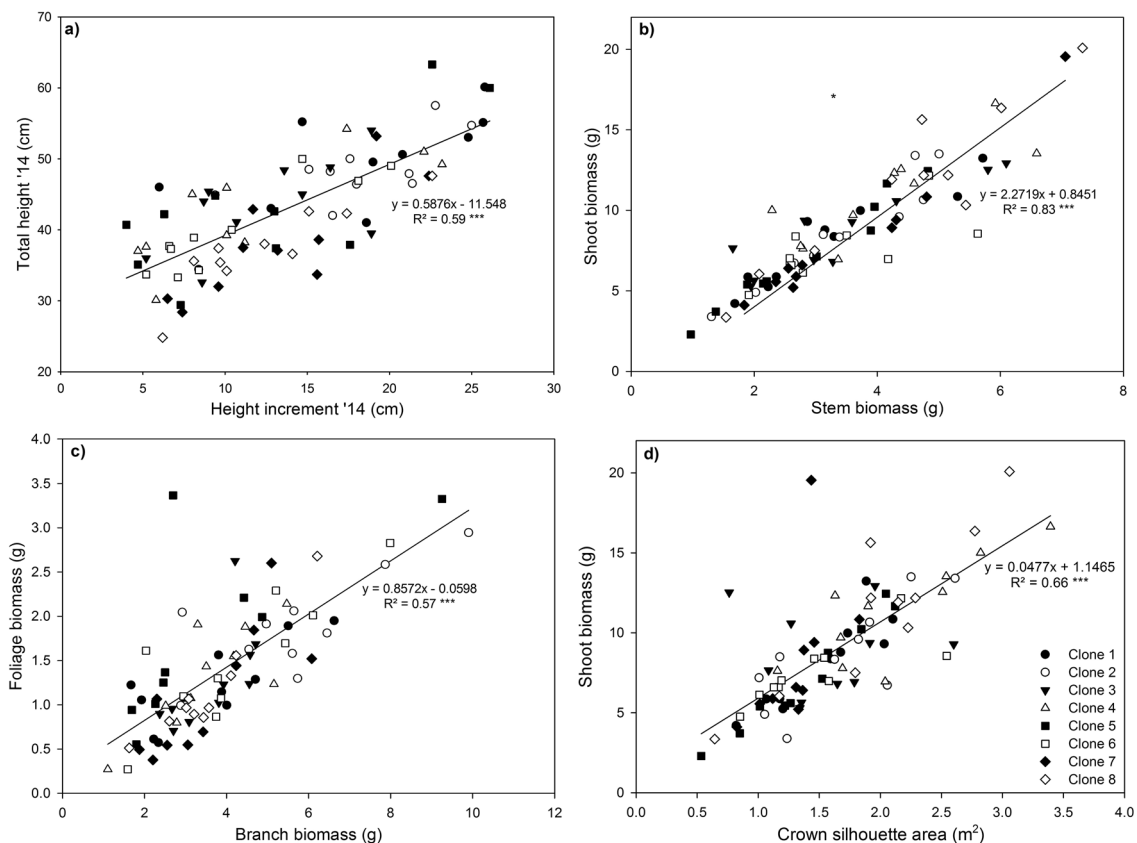 a)
70
60
50
40
30
20
Total height '14 (cm)
y = 0.5876x - 11.548
R² = 0.59 ***
0 5 10 15 20 25 30
Height increment '14 (cm)
b)
20
15
10
5
0
Shoot biomass (g)
*
y = 2.2719x + 0.8451
R² = 0.83 ***
0 2 4 6 8
Stem biomass (g)
c)
4.0
3.5
3.0
2.5
2.0
1.5
1.0
0.5
0.0
Foliage biomass (g)
y = 0.8572x - 0.0598
R² = 0.57 ***
0 2 4 6 8 10 12
Branch biomass (g)
d)
20
15
10
5
0
Shoot biomass (g)
y = 0.0477x + 1.1465
R² = 0.66 ***
Clone 1
Clone 2
Clone 3
Clone 4
Clone 5
Clone 6
Clone 7
Clone 8
0.0 0.5 1.0 1.5 2.0 2.5 3.0 3.5 4.0
Crown silhouette area (m²)